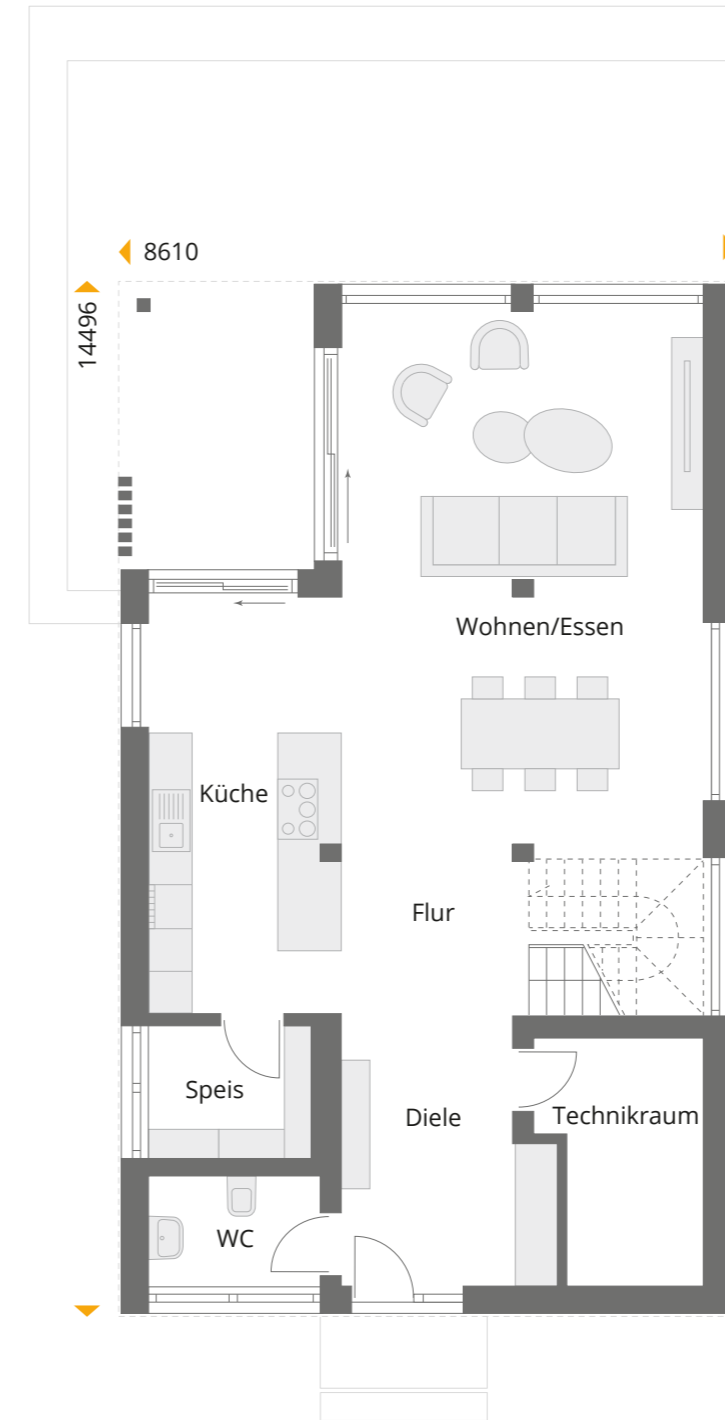 8610
14496
Wohnen/Essen
Küche
Flur
Speis
Diele
Technikraum
WC